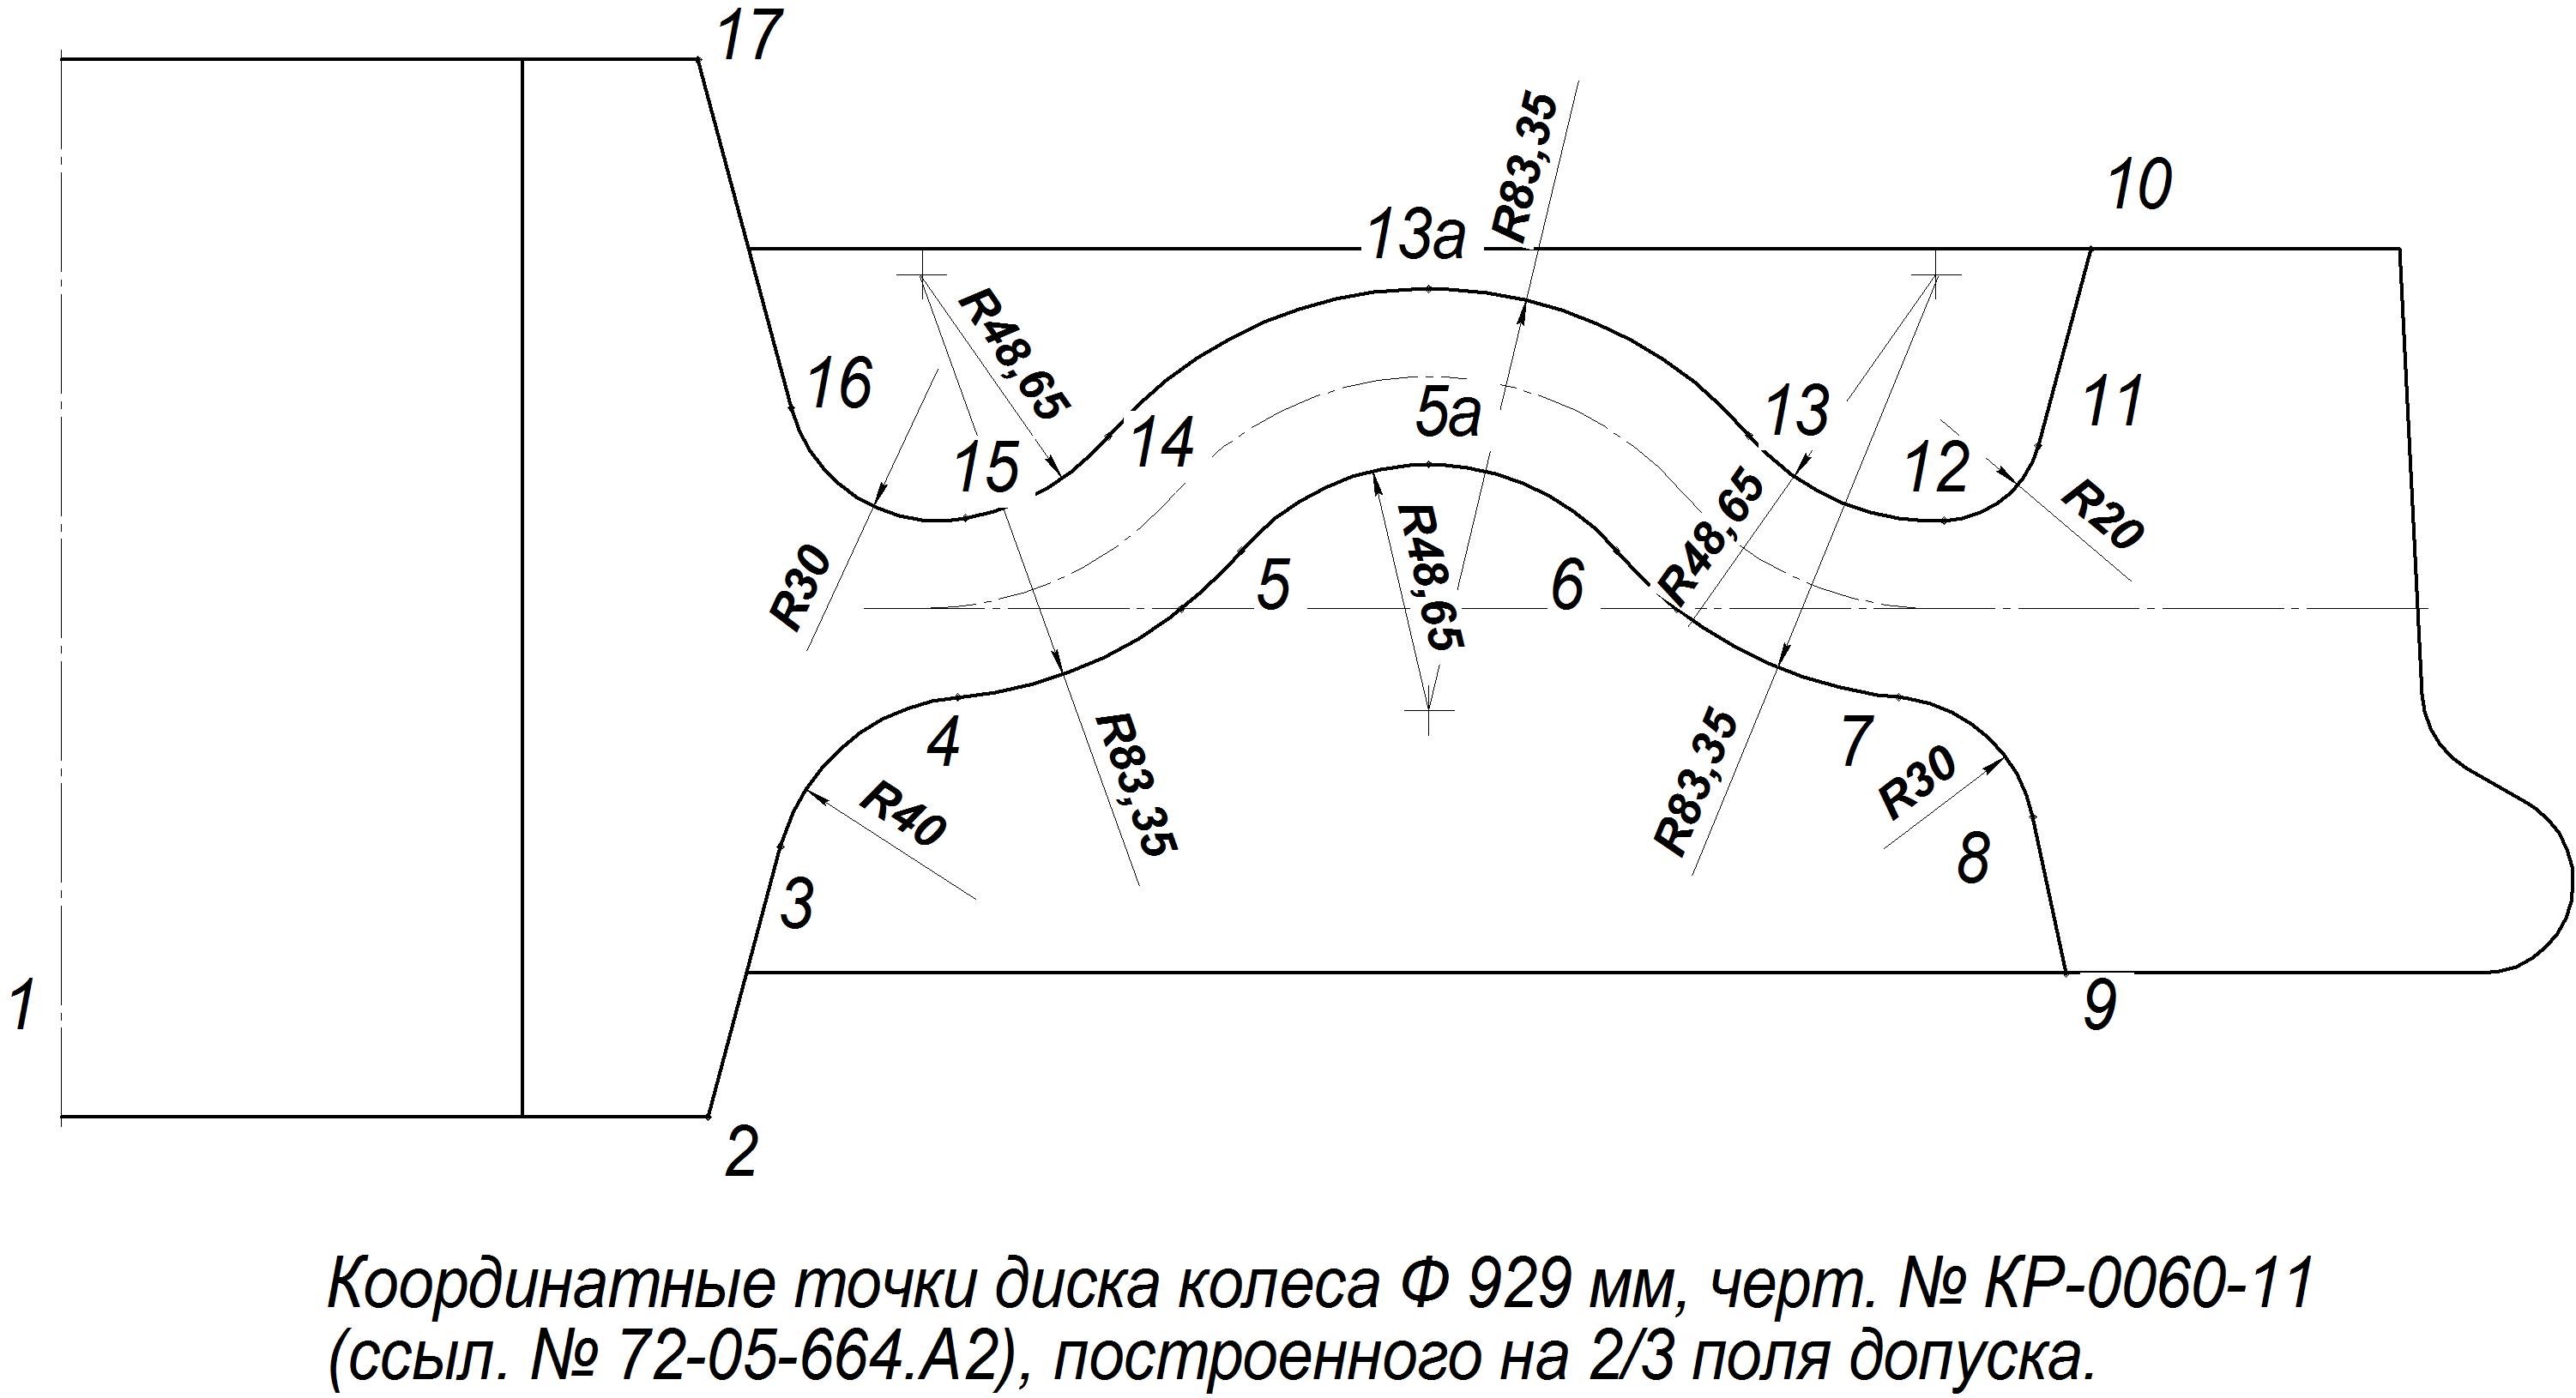 17
10
R83,35
13а
R48,65
16
13
11
5а
14
15
12
R48,65
R20
R48,65
R30
5
6
4
7
R83,35
R83,35
R30
R40
8
3
1
9
2
Координатные точки диска колеса Ф 929 мм, черт. № КР-0060-11
(ссыл. № 72-05-664.А2), построенного на 2/3 поля допуска.